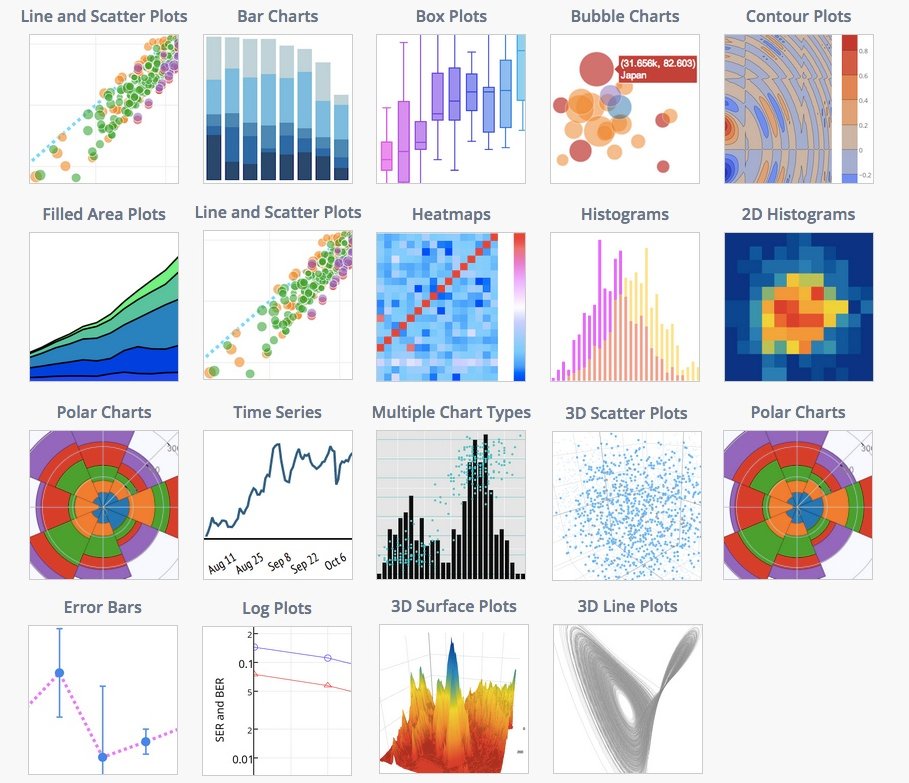 Line and Scatter Plots
Bar Charts
Box Plots
Bubble Charts
Contour Plots
(31.656k, 82.603)
Japan
0.8
0.6
0.4
0.2
0
−0.2
Filled Area Plots
Line and Scatter Plots
Heatmaps
Histograms
2D Histograms
Polar Charts
Time Series
Multiple Chart Types
3D Scatter Plots
Polar Charts
Aug 11
Aug 25
Sep 8
Sep 22
Oct 6
Error Bars
Log Plots
3D Surface Plots
3D Line Plots
SER and BER
2
0.1
5
2
0.01